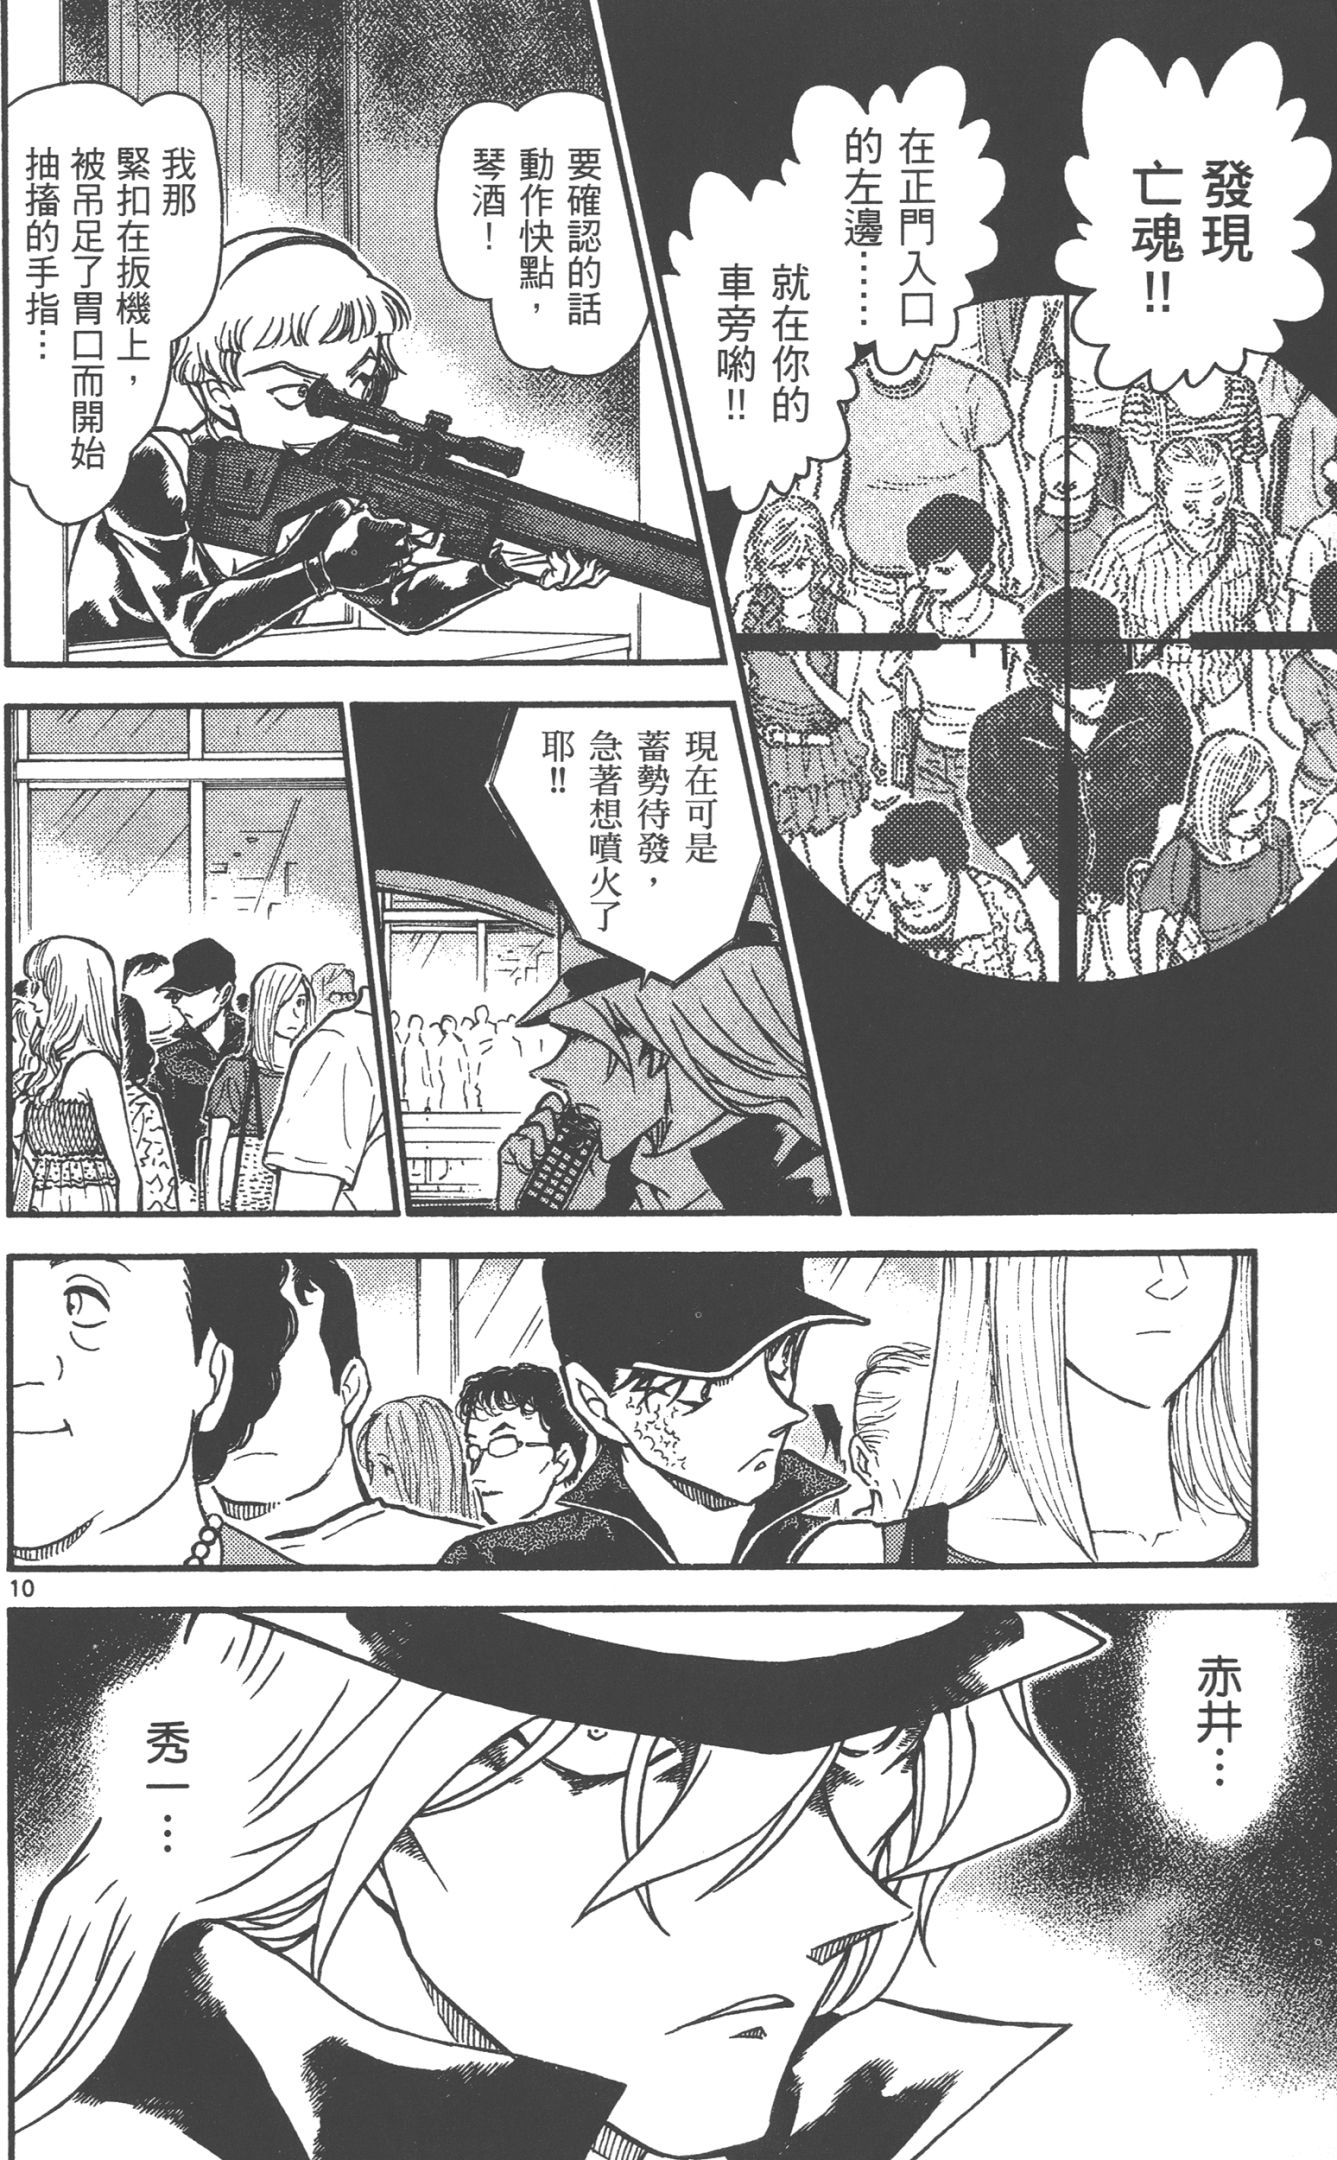 發現
亡魂!!
在正門入口
的左邊……
就在你的
車旁喲!!
要確認的話
動作快點，
琴酒！
我那
緊扣在扳機上，
被吊足了胃口而開始
抽搐的手指…
現在可是
蓄勢待發，
急著想噴火了
耶!!
赤井…
秀一…
10